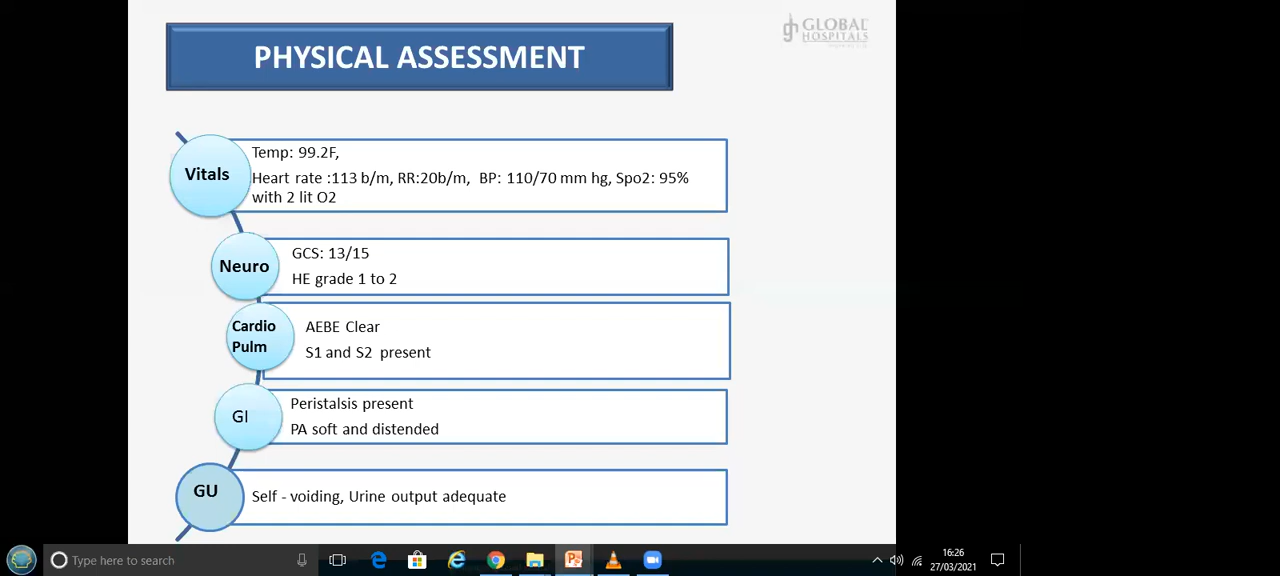 PHYSICAL ASSESSMENT
GLOBAL
HOSPITALS
Vitals
Temp: 99.2F,
Heart rate :113 b/m, RR:20b/m, BP: 110/70 mm hg, Spo2: 95%
with 2 lit O2
Neuro
GCS: 13/15
HE grade 1 to 2
Cardio
Pulm
AEBE Clear
S1 and S2 present
GI
Peristalsis present
PA soft and distended
GU
Self - voiding, Urine output adequate
Type here to search
16:26
27/03/2021